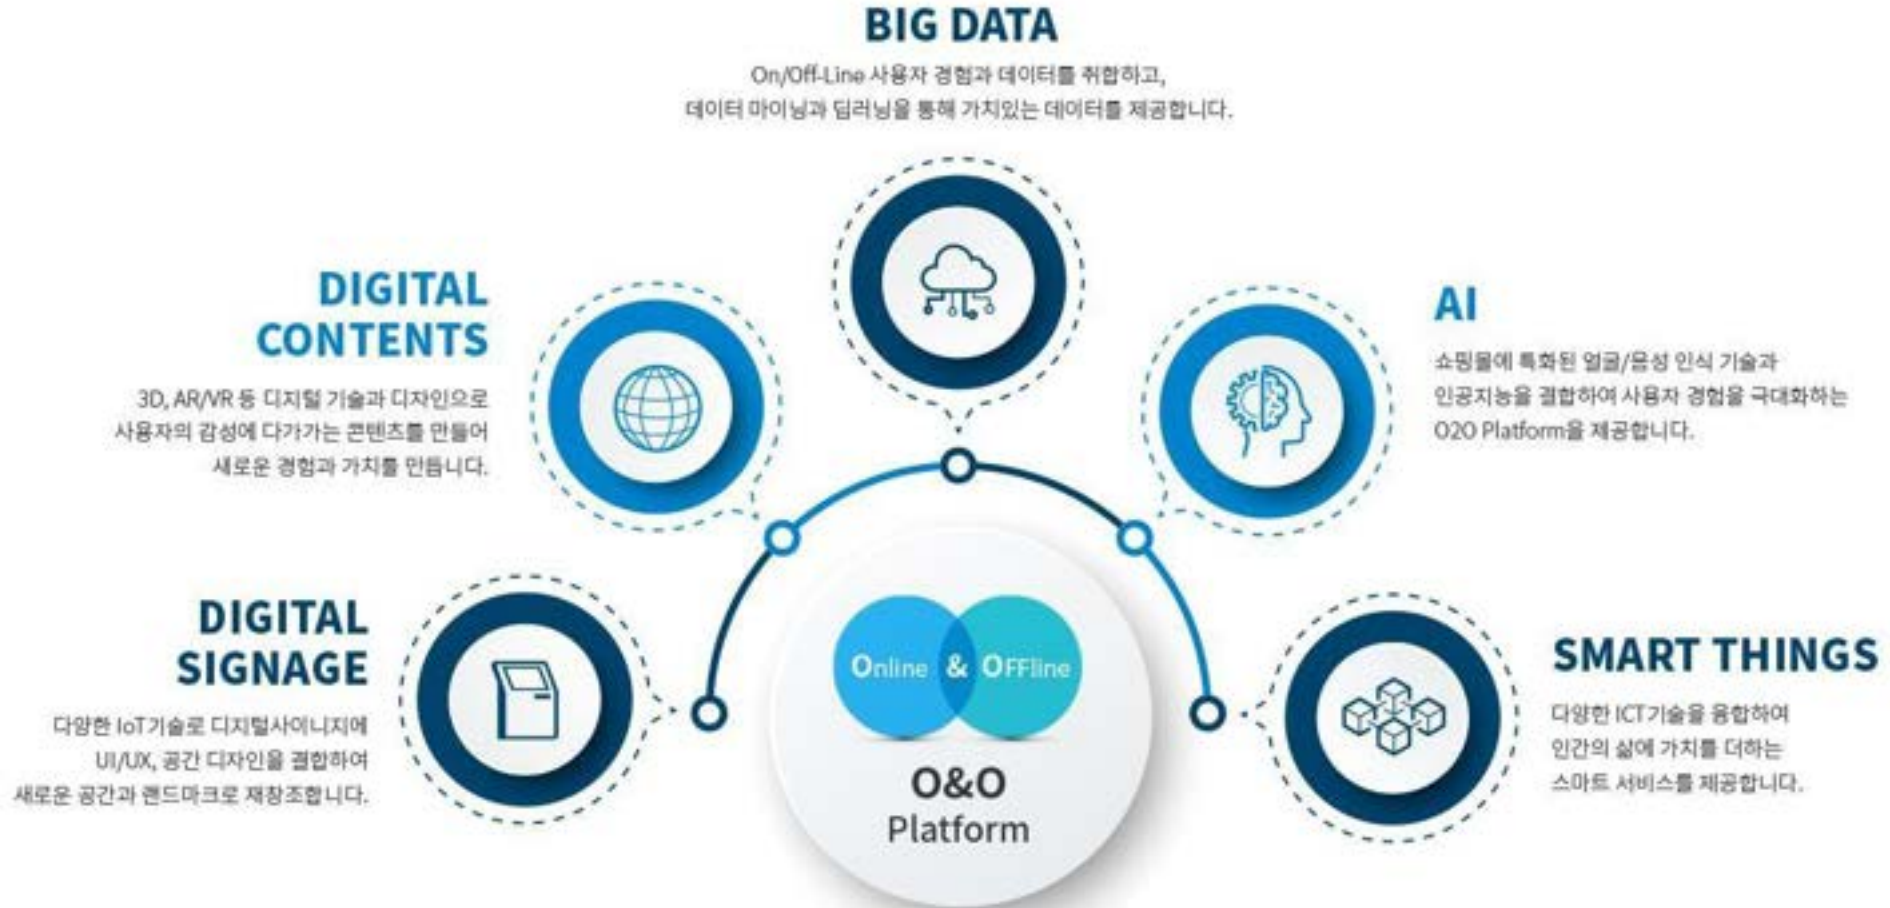 BIG DATA
On/Off-Line 사용자 경험과 데이터를 취합하고,
데이터 마이닝과 딥러닝을 통해 가치있는 데이터를 제공합니다.
DIGITAL
CONTENTS
3D, AR/VR 등 디지털 기술과 디자인으로
사용자의 감성에 다가가는 콘텐츠를 만들어
새로운 경험과 가치를 만듭니다.
AI
쇼핑몰에 특화된 얼굴/음성 인식 기술과
인공지능을 결합하여 사용자 경험을 극대화하는
O2O Platform을 제공합니다.
DIGITAL
SIGNAGE
다양한 IoT기술로 디지털사이니지에
UI/UX, 공간 디자인을 결합하여
새로운 공간과 랜드마크로 재창조합니다.
Online & OFFline
O&O
Platform
SMART THINGS
다양한 ICT기술을 융합하여
인간의 삶에 가치를 더하는
스마트 서비스를 제공합니다.